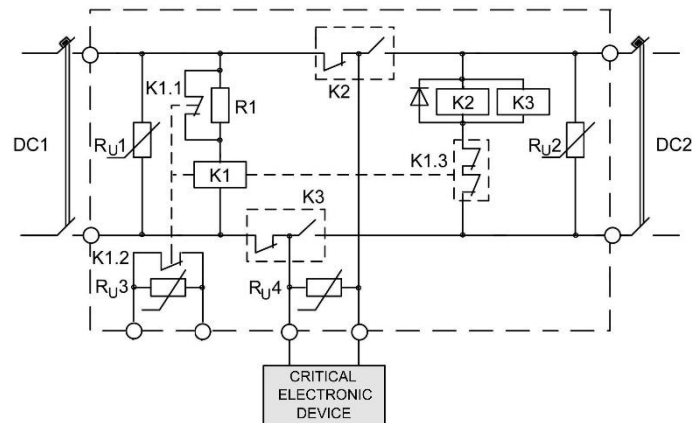 K1.1
R1
K2
K2
K3
DC1
RU1
K1.3
RU2
DC2
K1
K3
K1.2
RU3
RU4
CRITICAL
ELECTRONIC
DEVICE